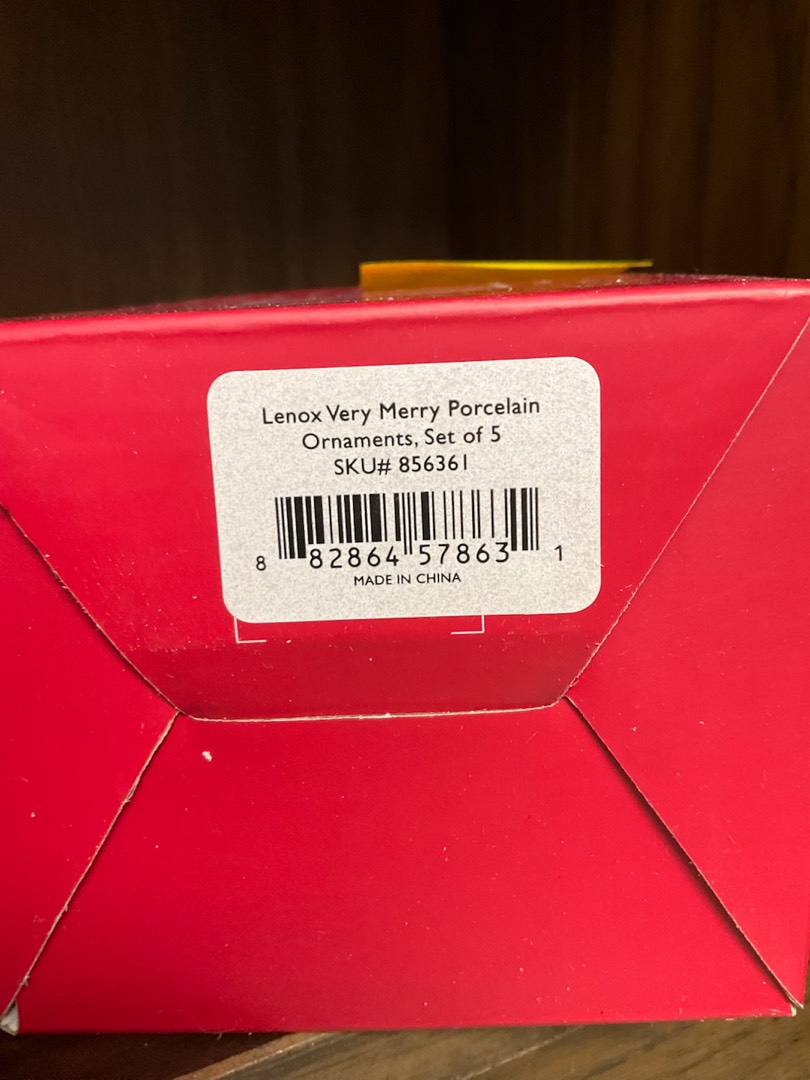 Lenox Very Merry Porcelain
Ornaments, Set of 5
SKU# 856361
8 82864 57863 1
MADE IN CHINA